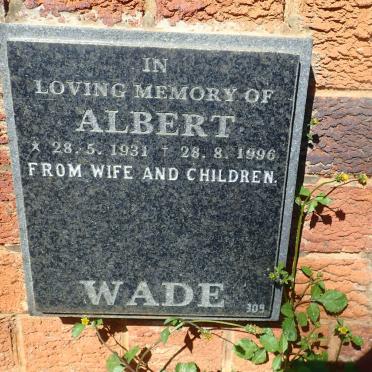 IN
LOVING MEMORY OF
ALBERT
* 28. 5. 1931 † 28. 8. 1996
FROM WIFE AND CHILDREN.
WADE
309